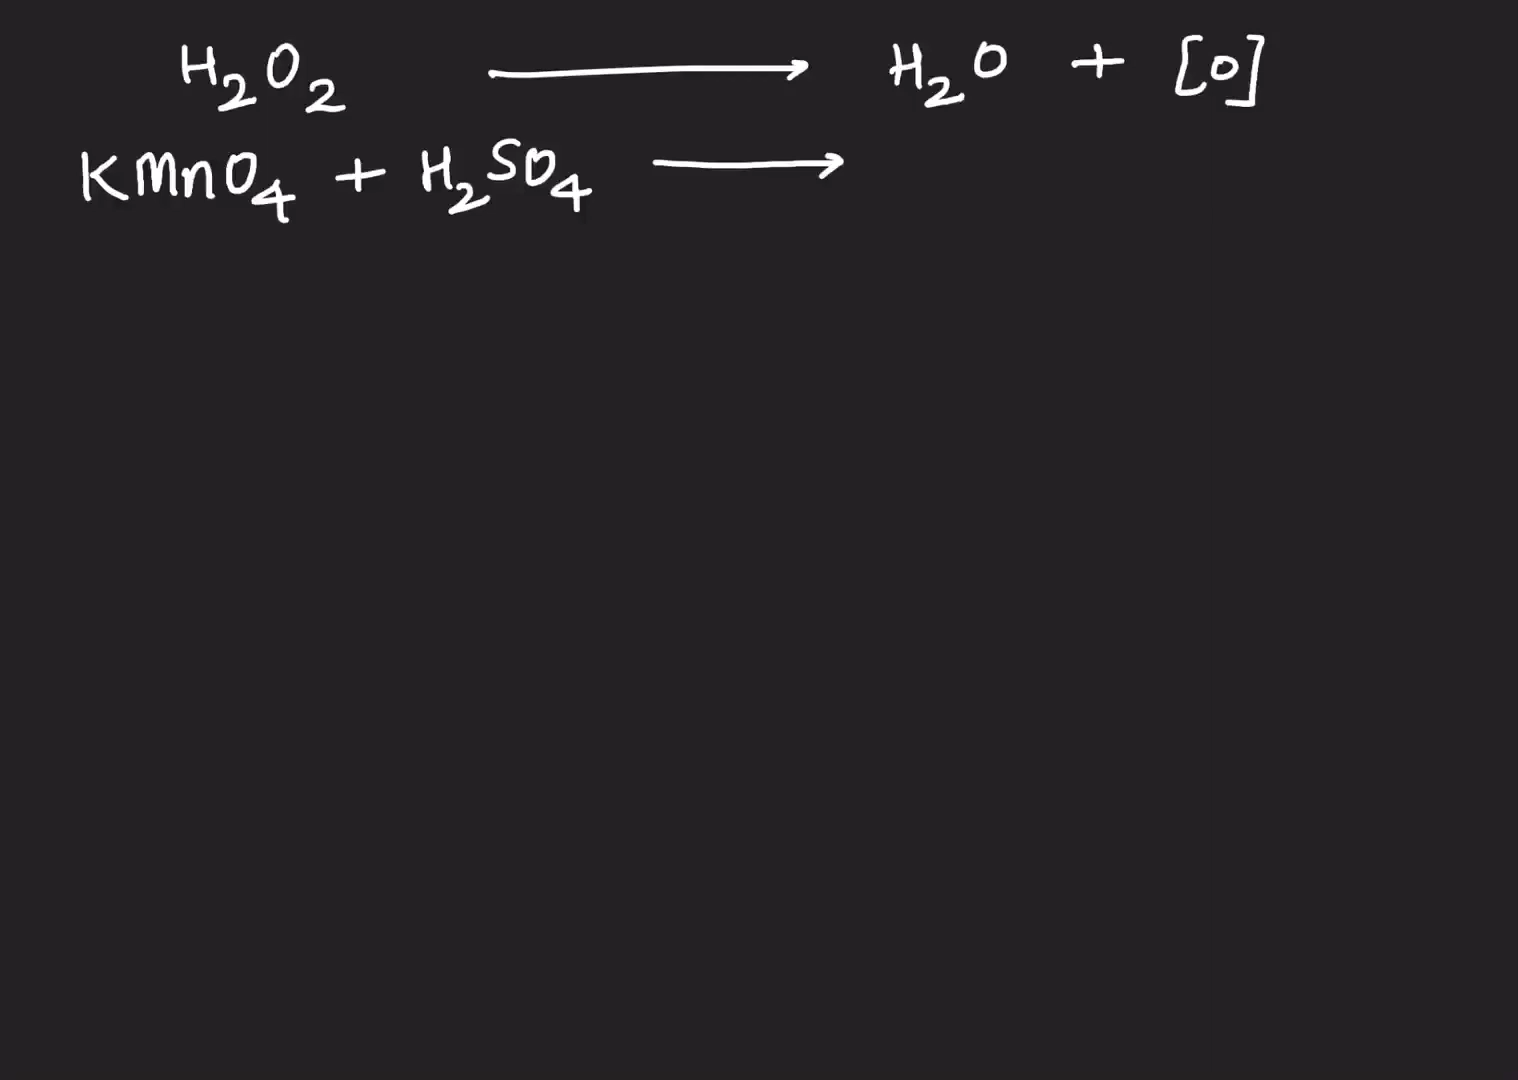 H₂O₂ ⟶ H₂O + [O]
KMnO₄ + H₂SO₄ ⟶